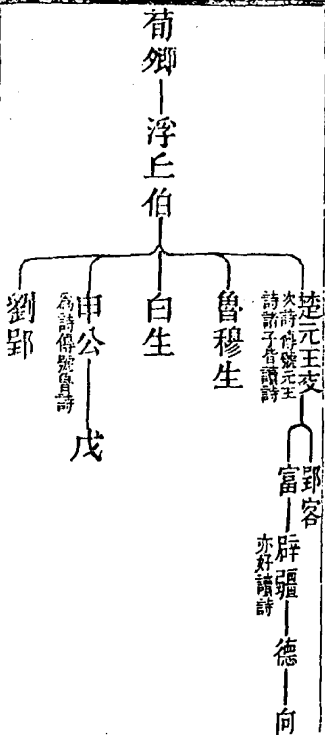 荀卿
浮丘伯
楚元王交
次詩傳號元王
詩諸子皆讀詩
郢客
富
辟彊
亦好讀詩
德
向
魯穆生
白生
申公
爲詩傳號魯詩
戊
劉郢